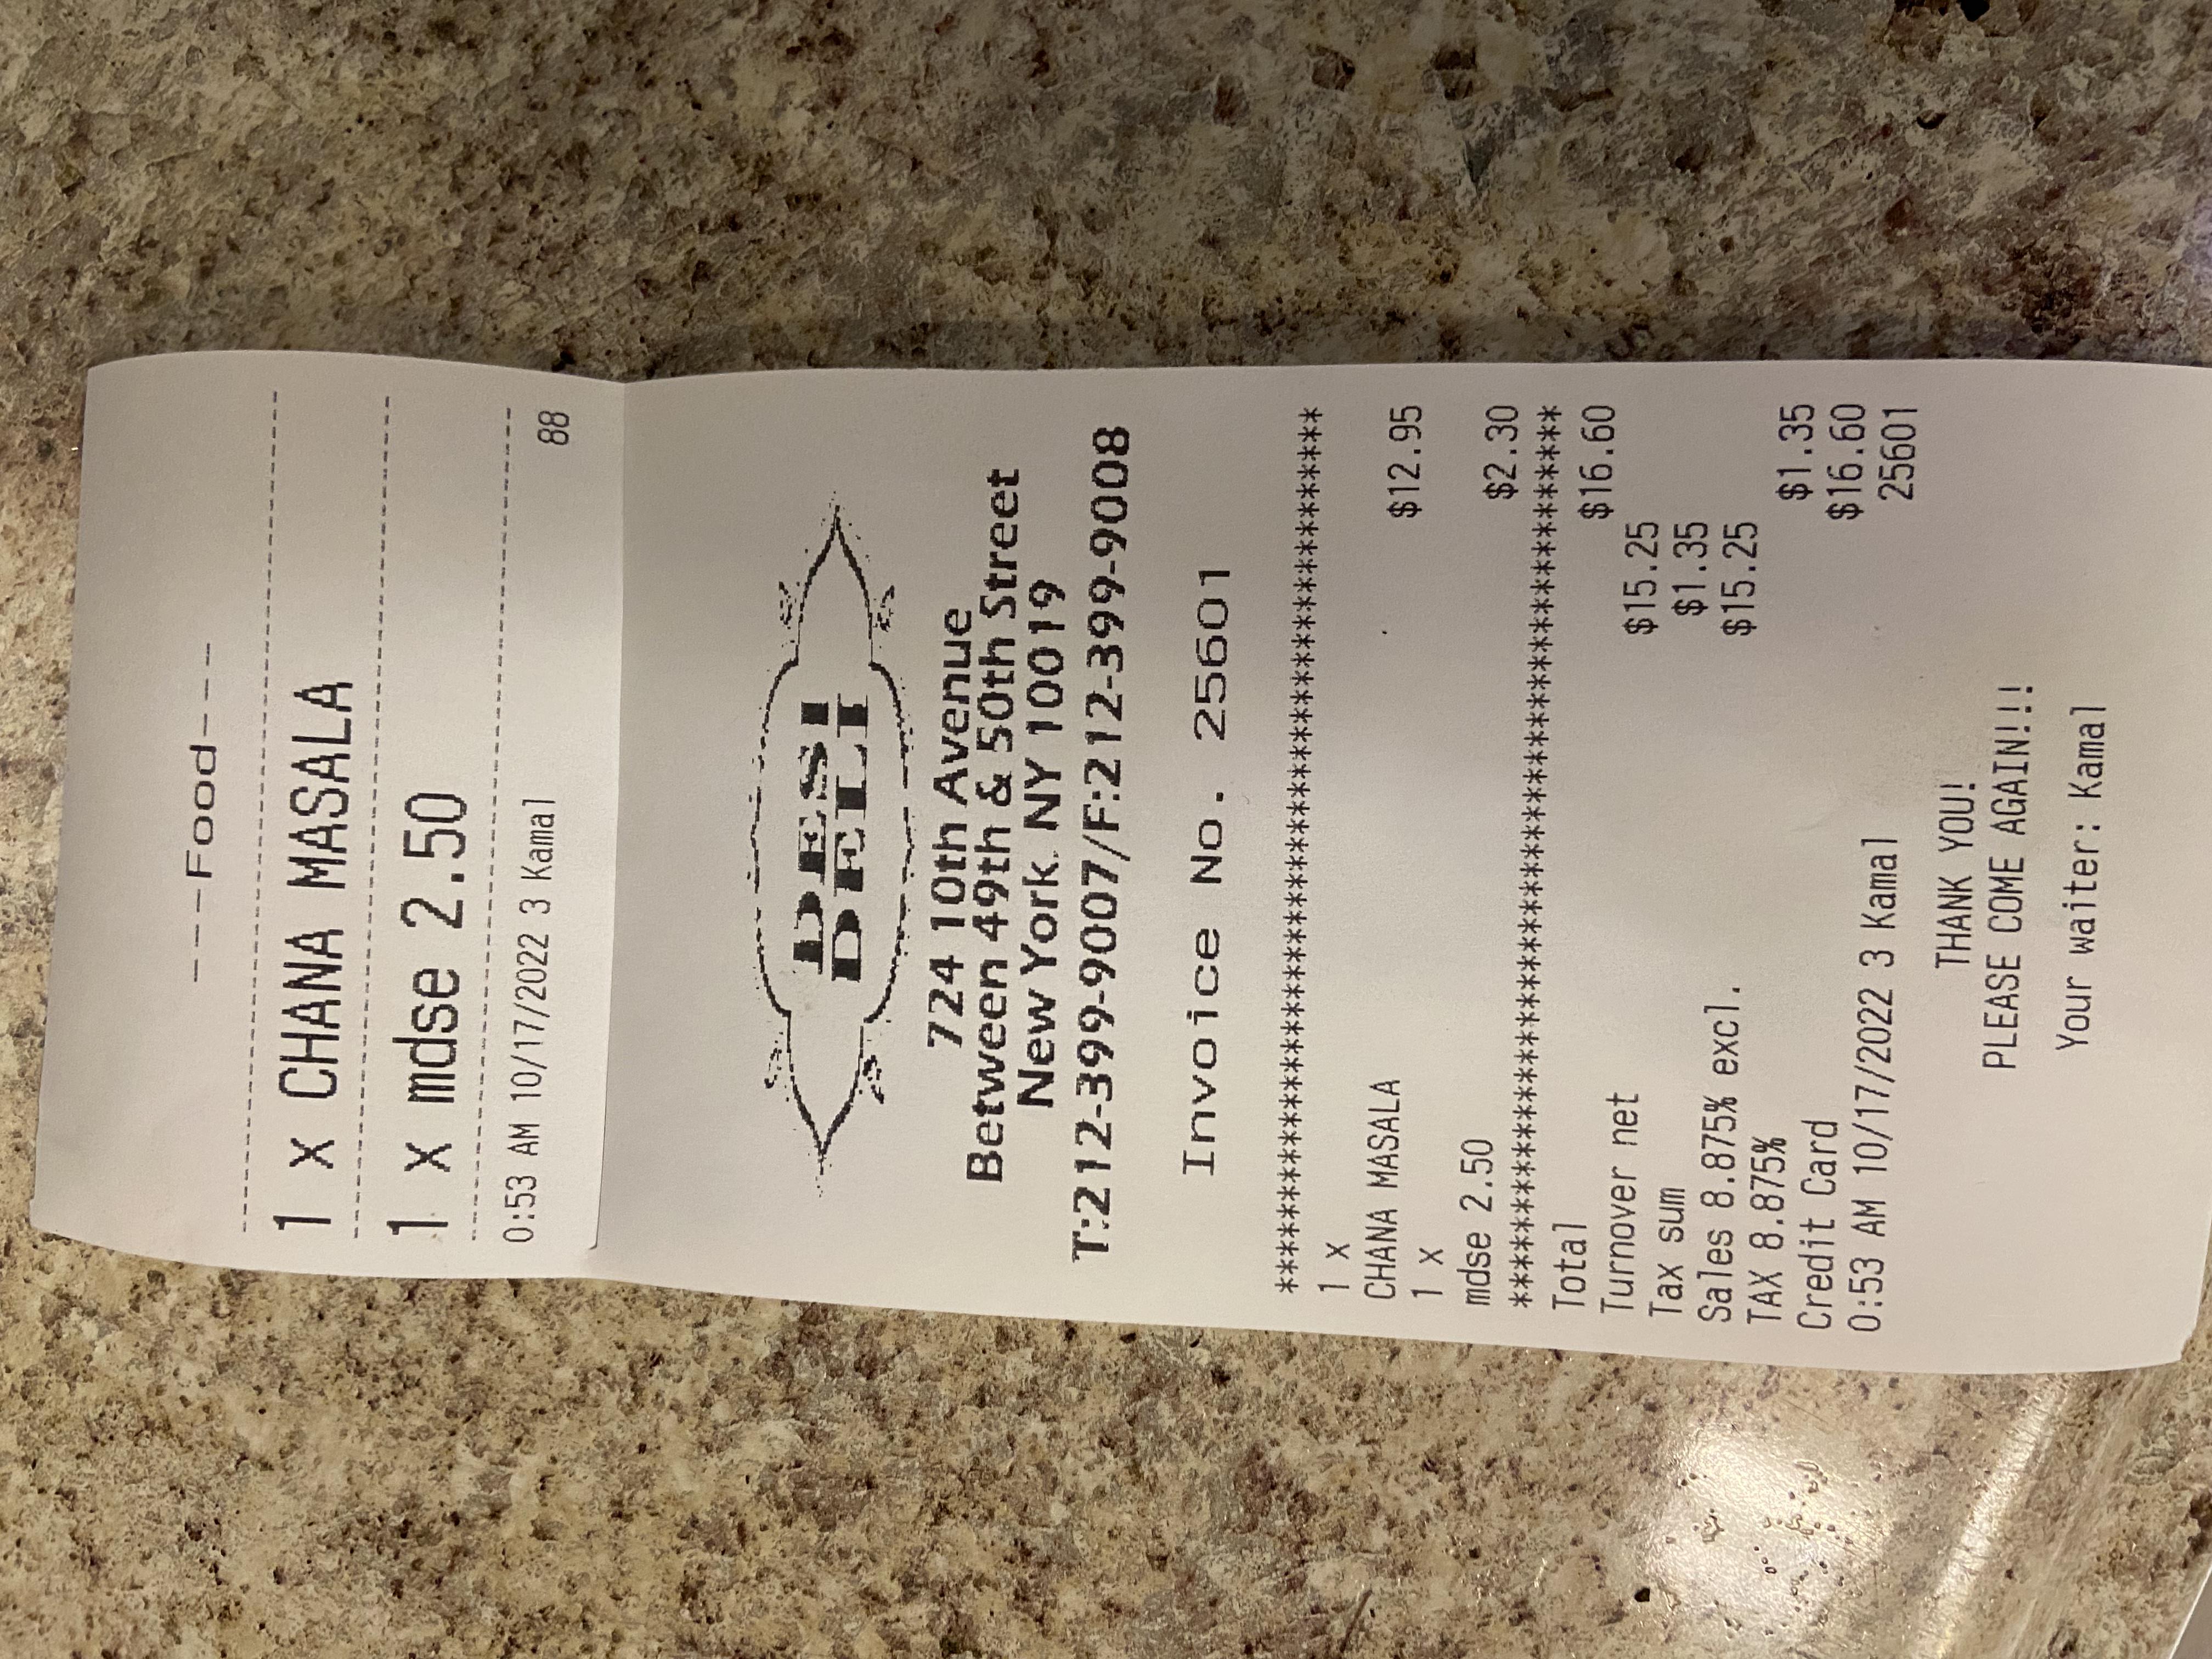 ---Food---
1 x CHANA MASALA
1 x mdse 2.50
0:53 AM 10/17/2022 3 Kamal 88
DESI
DELI
724 10th Avenue
Between 49th & 50th Street
New York, NY 10019
T:212-399-9007/F:212-399-9008
Invoice No. 25601
************************************************
1 x
CHANA MASALA $12.95
1 x
mdse 2.50 $2.30
************************************************
Total $16.60
Turnover net $15.25
Tax sum $1.35
Sales 8.875% excl. $15.25
TAX 8.875% $1.35
Credit Card $16.60
0:53 AM 10/17/2022 3 Kamal 25601
THANK YOU!
PLEASE COME AGAIN!!!
Your waiter: Kamal